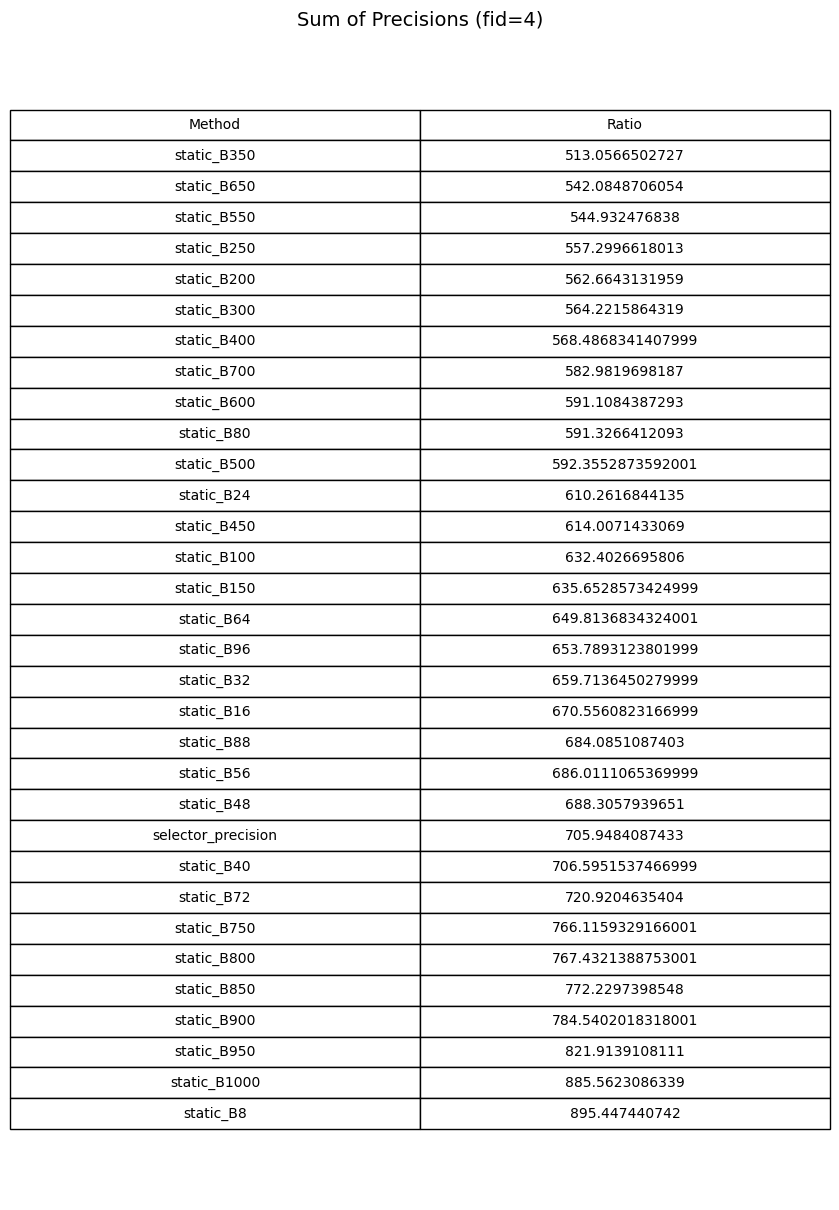 Sum of Precisions (fid=4)
Method Ratio
static_B350 513.0566502727
static_B650 542.0848706054
static_B550 544.932476838
static_B250 557.2996618013
static_B200 562.6643131959
static_B300 564.2215864319
static_B400 568.4868341407999
static_B700 582.9819698187
static_B600 591.1084387293
static_B80 591.3266412093
static_B500 592.3552873592001
static_B24 610.2616844135
static_B450 614.0071433069
static_B100 632.4026695806
static_B150 635.6528573424999
static_B64 649.8136834324001
static_B96 653.7893123801999
static_B32 659.7136450279999
static_B16 670.5560823166999
static_B88 684.0851087403
static_B56 686.0111065369999
static_B48 688.3057939651
selector_precision 705.9484087433
static_B40 706.5951537466999
static_B72 720.9204635404
static_B750 766.1159329166001
static_B800 767.4321388753001
static_B850 772.2297398548
static_B900 784.5402018318001
static_B950 821.9139108111
static_B1000 885.5623086339
static_B8 895.447440742